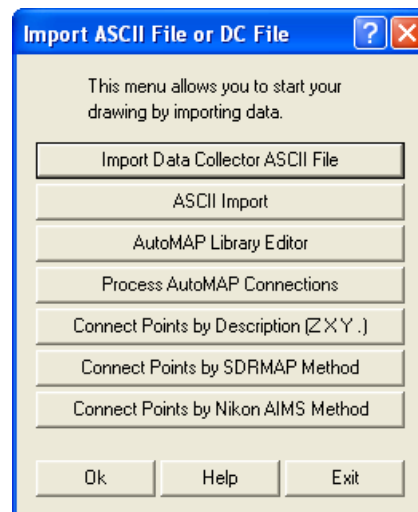 Import ASCII File or DC File
This menu allows you to start your
drawing by importing data.
Import Data Collector ASCII File
ASCII Import
AutoMAP Library Editor
Process AutoMAP Connections
Connect Points by Description (Z X Y .)
Connect Points by SDRMAP Method
Connect Points by Nikon AIMS Method
Ok Help Exit